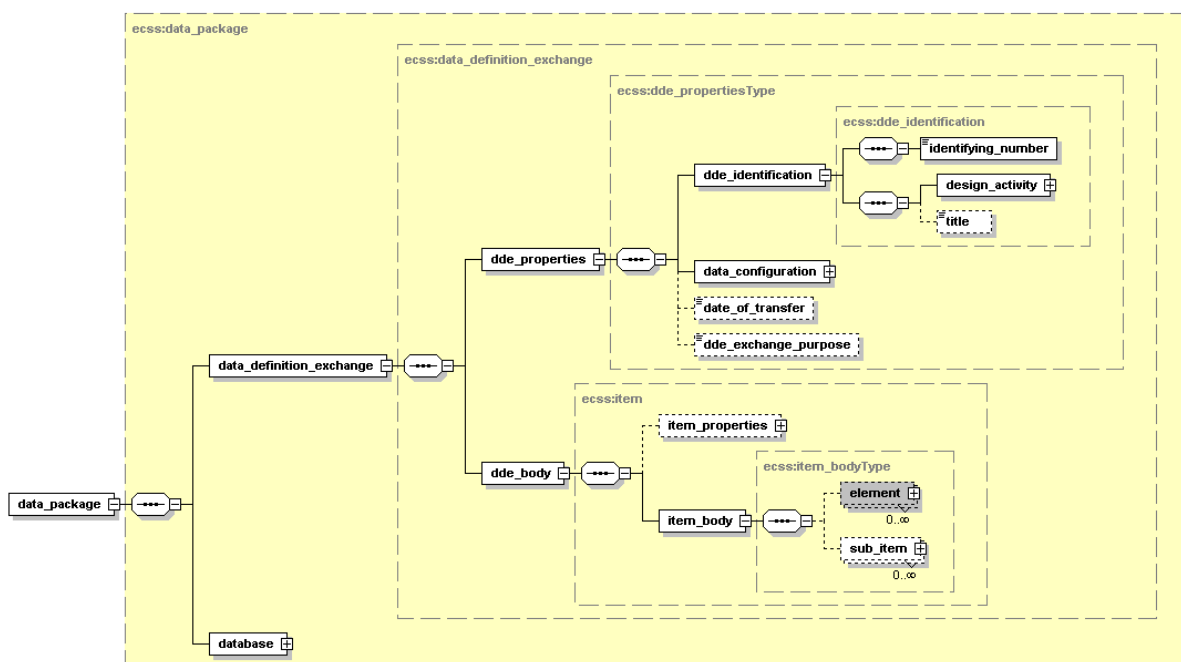 ecss:data_package
ecss:data_definition_exchange
ecss:dde_propertiesType
ecss:dde_identification
identifying_number
dde_identification
design_activity
title
dde_properties
data_configuration
date_of_transfer
dde_exchange_purpose
data_definition_exchange
ecss:item
item_properties
ecss:item_bodyType
dde_body
element
0..∞
data_package
item_body
sub_item
0..∞
database